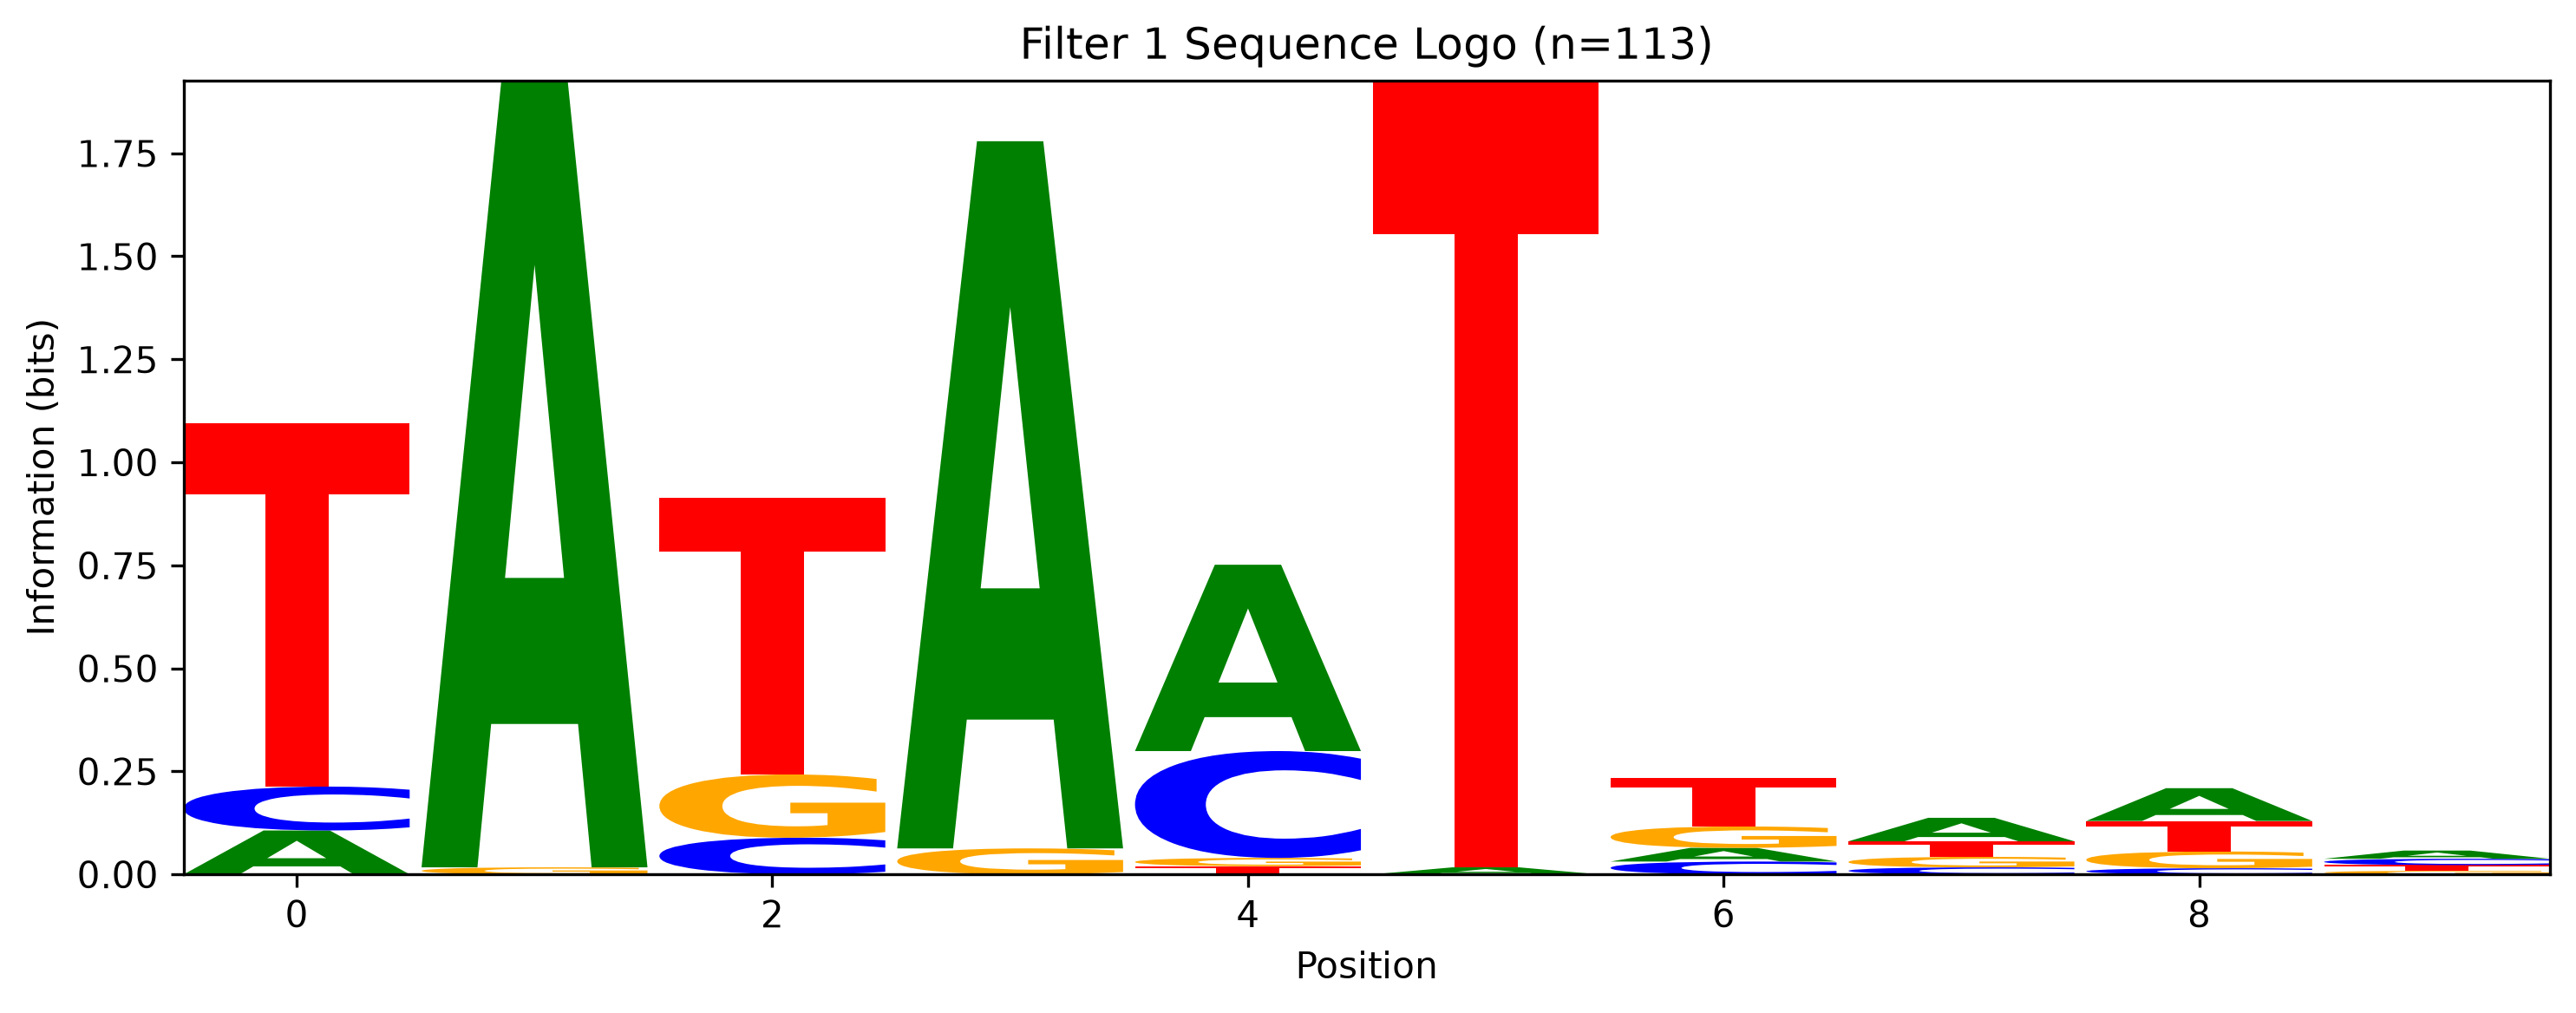 Filter 1 Sequence Logo (n=113)
Information (bits)
1.75
1.50
1.25
1.00
0.75
0.50
0.25
0.00
T C A
A G
T G C
A G
A C G T
T A
T G A C
A T G C
A T G C
A C T G
0 2 4 6 8
Position